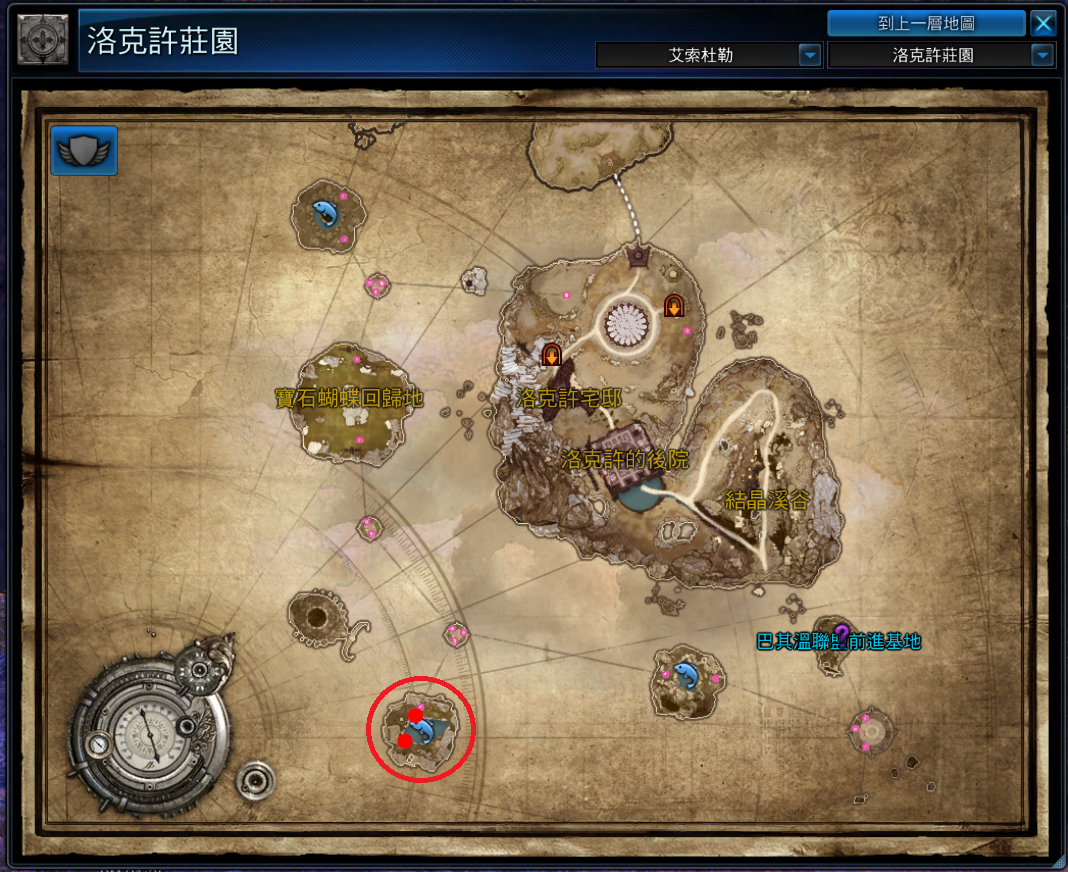 洛克許莊園
到上一層地圖
艾索杜勒
洛克許莊園
寶石蝴蝶回歸地
洛克許宅邸
洛克許的後院
結晶溪谷
巴其溫聯盟前進基地